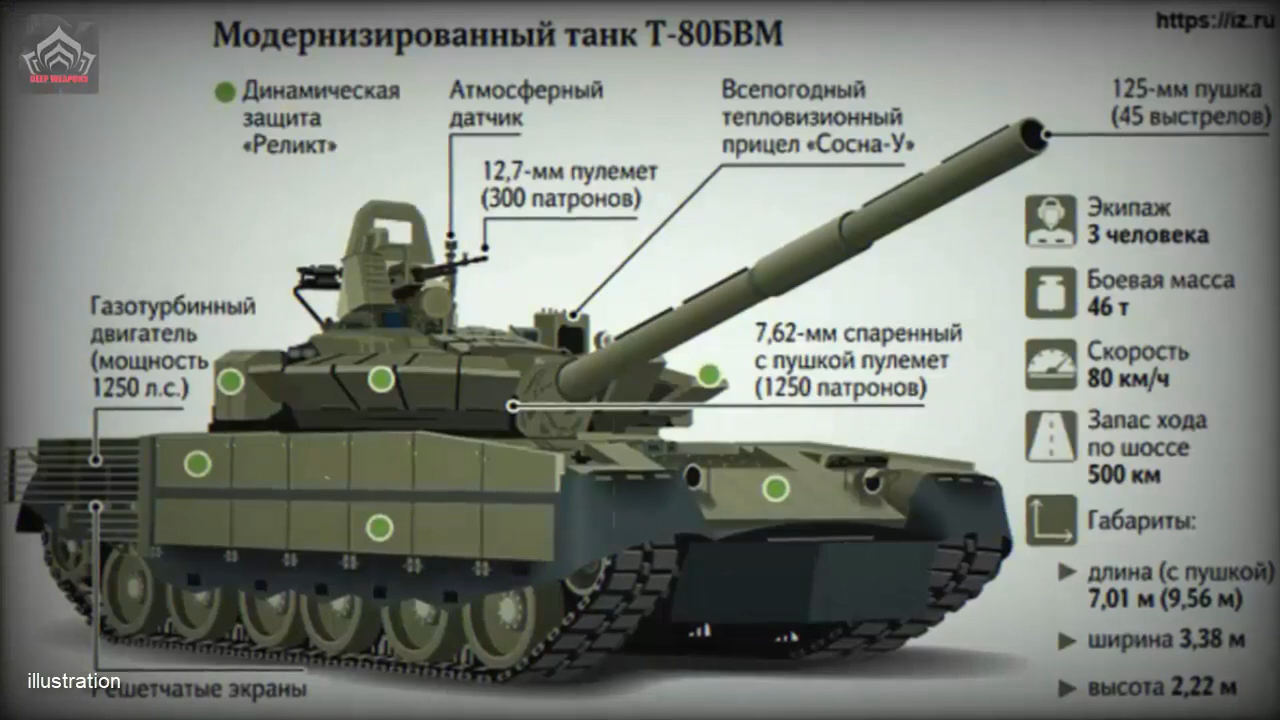 https://iz.ru
DEEP WEAPONS
Модернизированный танк Т-80БВМ
Динамическая
защита
«Реликт»
Атмосферный
датчик
12,7-мм пулемет
(300 патронов)
Всепогодный
тепловизионный
прицел «Сосна-У»
125-мм пушка
(45 выстрелов)
Газотурбинный
двигатель
(мощность
1250 л.с.)
7,62-мм спаренный
с пушкой пулемет
(1250 патронов)
Экипаж
3 человека
Боевая масса
46 т
Скорость
80 км/ч
Запас хода
по шоссе
500 км
Габариты:
длина (с пушкой)
7,01 м (9,56 м)
ширина 3,38 м
высота 2,22 м
illustration
Решетчатые экраны